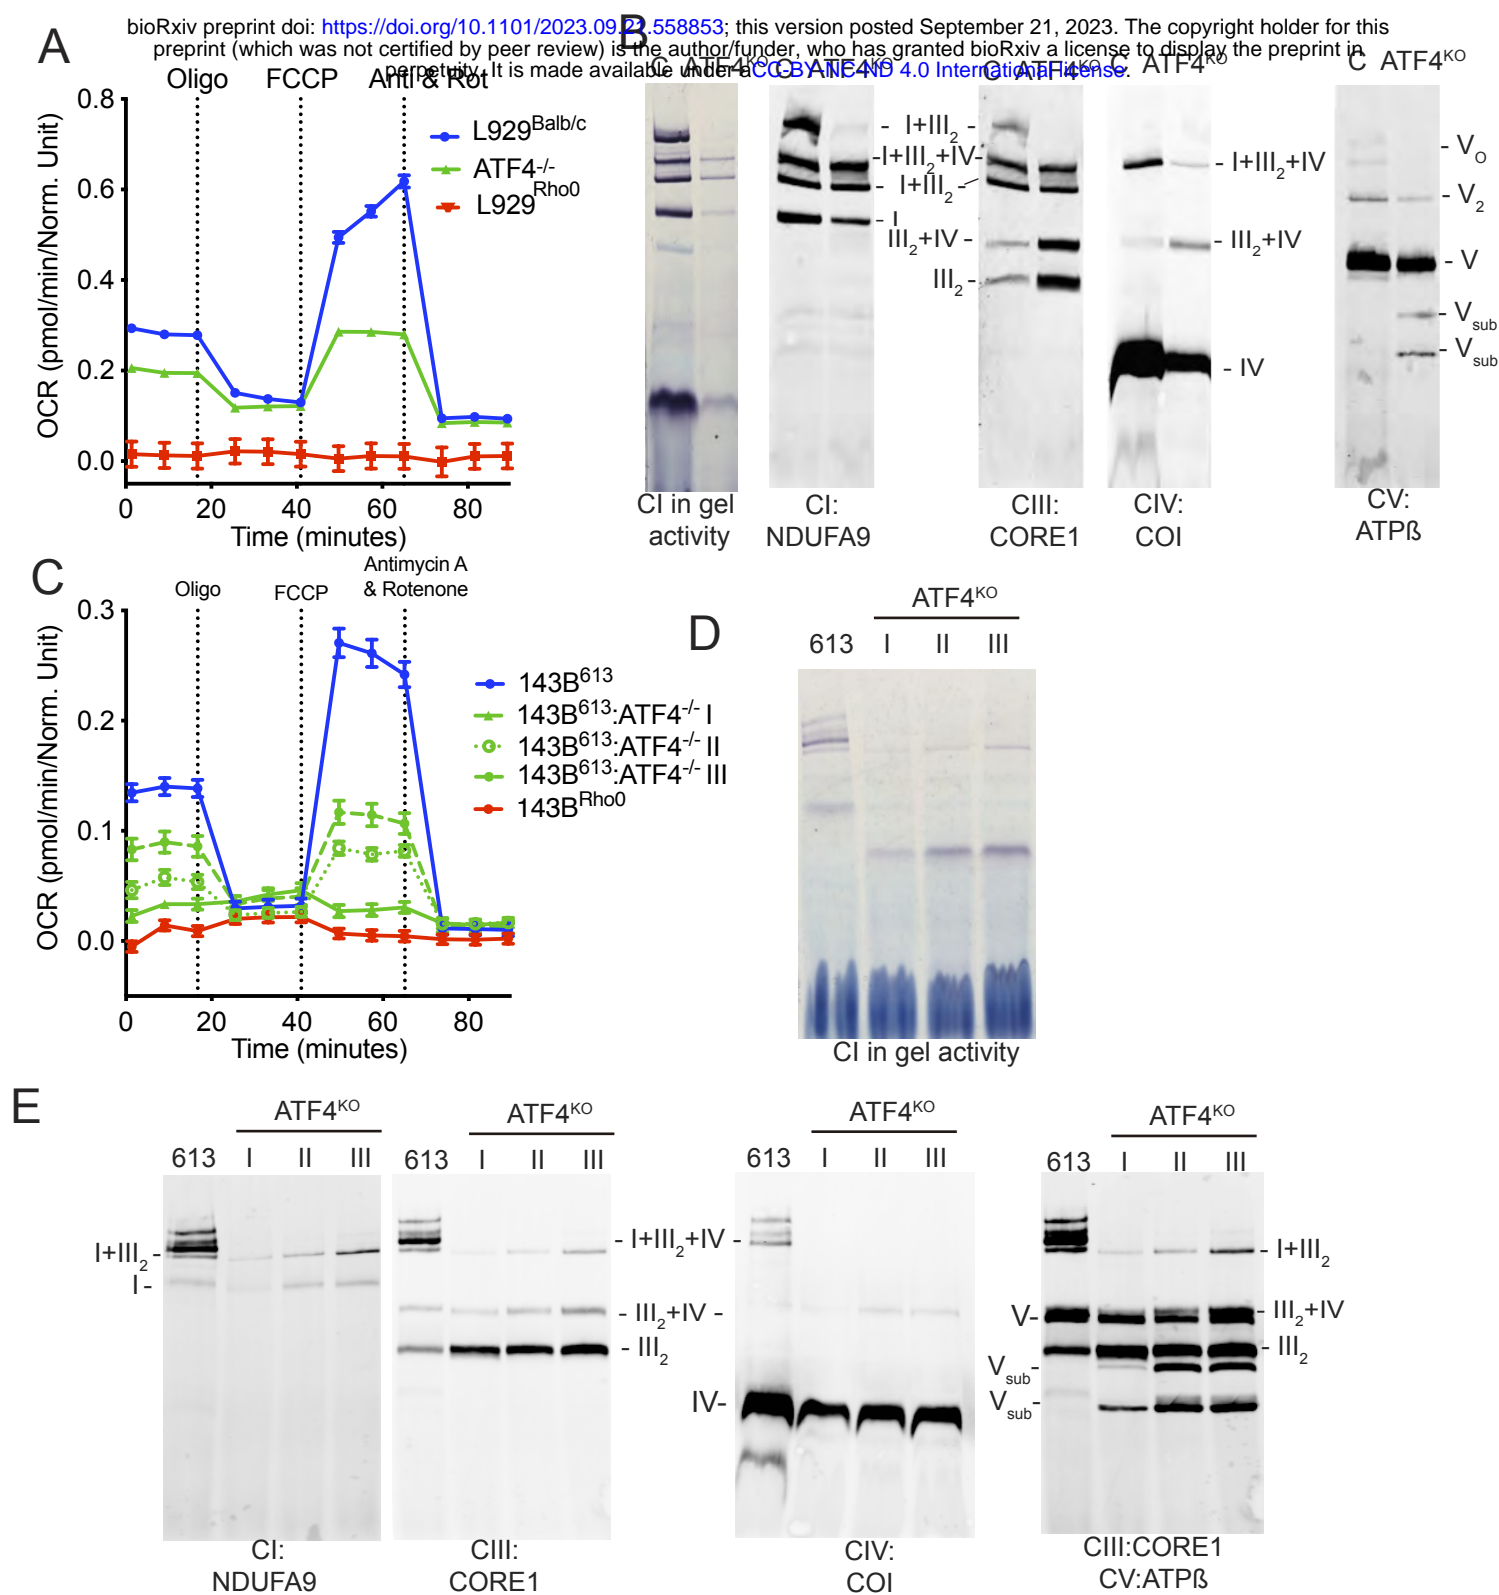 bioRxiv preprint doi: https://doi.org/10.1101/2023.09.21.558853; this version posted September 21, 2023. The copyright holder for this
preprint (which was not certified by peer review) is the author/funder, who has granted bioRxiv a license to display the preprint in
perpetuity. It is made available under aCC-BY-NC-ND 4.0 International license.
A
Oligo FCCP Anti & Rot
OCR (pmol/min/Norm. Unit)
0.8
0.6
0.4
0.2
0.0
0 20 40 60 80
Time (minutes)
L929Balb/c
ATF4-/-
L929Rho0
B
C ATF4KO
C ATF4KO
C ATF4KO
C ATF4KO
C ATF4KO
- I+III2 -
-I+III2+IV-
- I+III2 -
- I
III2+IV -
III2 -
- I+III2+IV
- III2+IV
- IV
- VO
- V2
- V
- Vsub
- Vsub
CI in gel
activity
CI:
NDUFA9
CIII:
CORE1
CIV:
COI
CV:
ATPß
C
Oligo
FCCP
Antimycin A
& Rotenone
OCR (pmol/min/Norm. Unit)
0.3
0.2
0.1
0.0
0 20 40 60 80
Time (minutes)
143B613
143B613:ATF4-/- I
143B613:ATF4-/- II
143B613:ATF4-/- III
143BRho0
D
ATF4KO
613 I II III
CI in gel activity
E
ATF4KO
613 I II III
I+III2 -
I -
CI:
NDUFA9
ATF4KO
613 I II III
- I+III2+IV -
- III2+IV -
- III2
CIII:
CORE1
ATF4KO
613 I II III
IV-
CIV:
COI
ATF4KO
613 I II III
- I+III2
V-
- III2+IV
- III2
Vsub-
Vsub-
CIII:CORE1
CV:ATPß